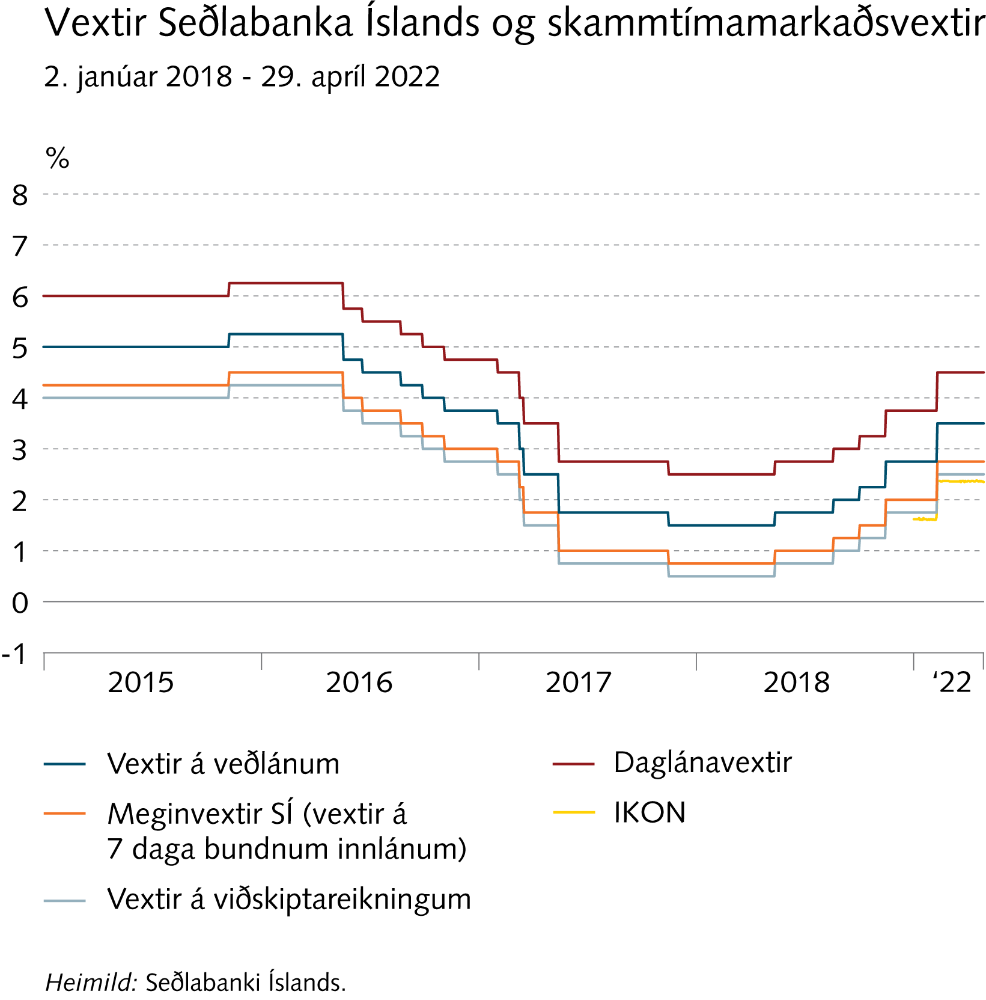 Vextir Seðlabanka Íslands og skammtímamarkaðsvextir
2. janúar 2018 - 29. apríl 2022
%
8
7
6
5
4
3
2
1
0
-1
2015 2016 2017 2018 ‘22
Vextir á veðlánum
Meginvextir SÍ (vextir á
7 daga bundnum innlánum)
Vextir á viðskiptareikningum
Daglánavextir
IKON
Heimild: Seðlabanki Íslands.